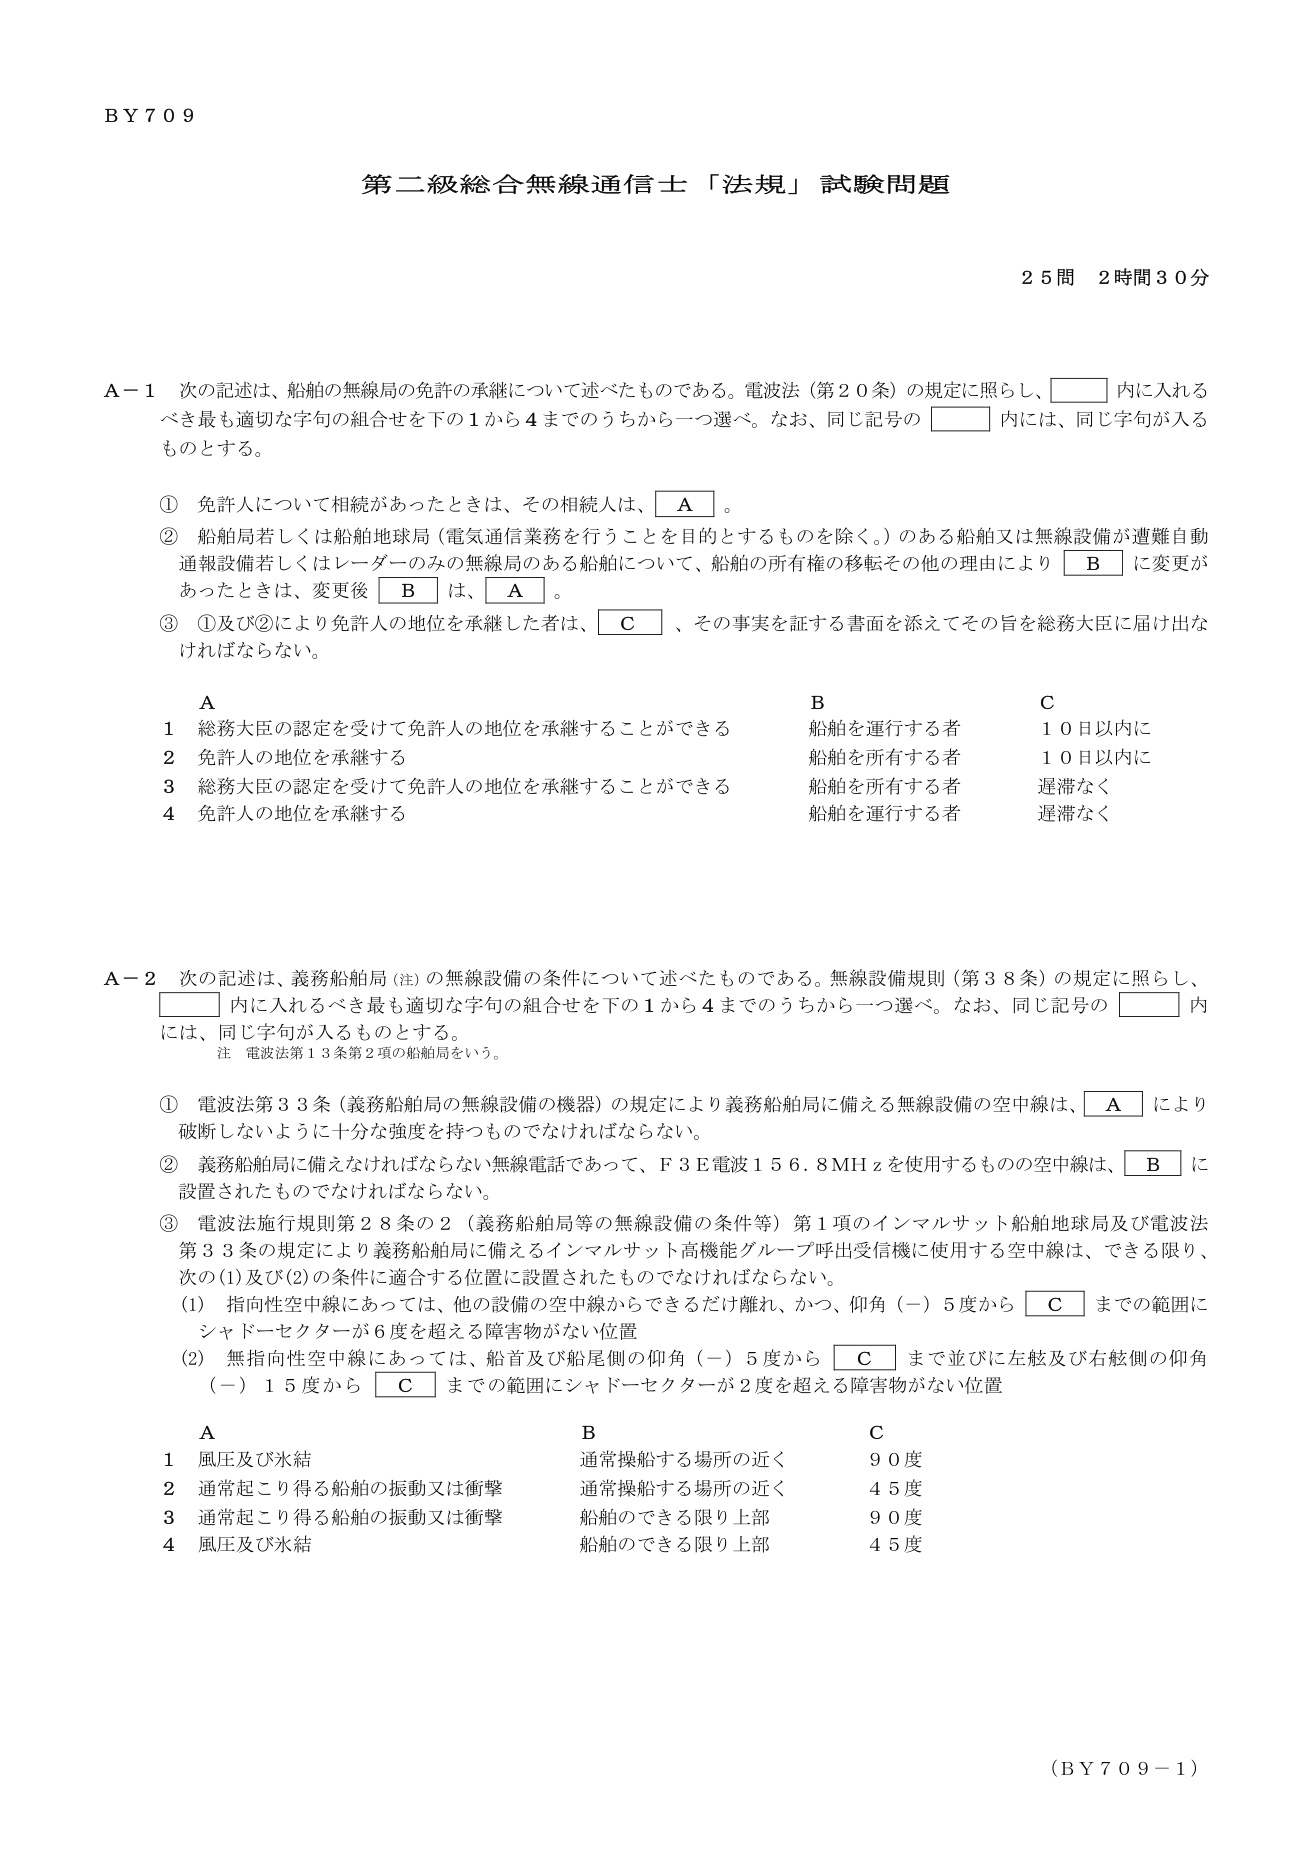 ＢＹ７０９
第二級総合無線通信士「法規」試験問題
２５問　２時間３０分
Ａ－１　次の記述は、船舶の無線局の免許の承継について述べたものである。電波法（第２０条）の規定に照らし、　　　内に入れる
べき最も適切な字句の組合せを下の１から４までのうちから一つ選べ。なお、同じ記号の　　　内には、同じ字句が入る
ものとする。
①　免許人について相続があったときは、その相続人は、　Ａ　。
②　船舶局若しくは船舶地球局（電気通信業務を行うことを目的とするものを除く。）のある船舶又は無線設備が遭難自動
通報設備若しくはレーダーのみの無線局のある船舶について、船舶の所有権の移転その他の理由により　Ｂ　に変更が
あったときは、変更後　Ｂ　は、　Ａ　。
③　①及び②により免許人の地位を承継した者は、　Ｃ　、その事実を証する書面を添えてその旨を総務大臣に届け出な
ければならない。
Ａ　Ｂ　Ｃ
１　総務大臣の認定を受けて免許人の地位を承継することができる　船舶を運行する者　１０日以内に
２　免許人の地位を承継する　船舶を所有する者　１０日以内に
３　総務大臣の認定を受けて免許人の地位を承継することができる　船舶を所有する者　遅滞なく
４　免許人の地位を承継する　船舶を運行する者　遅滞なく
Ａ－２　次の記述は、義務船舶局（注）の無線設備の条件について述べたものである。無線設備規則（第３８条）の規定に照らし、
　　　内に入れるべき最も適切な字句の組合せを下の１から４までのうちから一つ選べ。なお、同じ記号の　　　内
には、同じ字句が入るものとする。
注　電波法第１３条第２項の船舶局をいう。
①　電波法第３３条（義務船舶局の無線設備の機器）の規定により義務船舶局に備える無線設備の空中線は、　Ａ　により
破断しないように十分な強度を持つものでなければならない。
②　義務船舶局に備えなければならない無線電話であって、Ｆ３Ｅ電波１５６.８MHｚを使用するものの空中線は、　Ｂ　に
設置されたものでなければならない。
③　電波法施行規則第２８条の２（義務船舶局等の無線設備の条件等）第１項のインマルサット船舶地球局及び電波法
第３３条の規定により義務船舶局に備えるインマルサット高機能グループ呼出受信機に使用する空中線は、できる限り、
次の(1)及び(2)の条件に適合する位置に設置されたものでなければならない。
(1)　指向性空中線にあっては、他の設備の空中線からできるだけ離れ、かつ、仰角（－）５度から　Ｃ　までの範囲に
シャドーセクターが６度を超える障害物がない位置
(2)　無指向性空中線にあっては、船首及び船尾側の仰角（－）５度から　Ｃ　まで並びに左舷及び右舷側の仰角
（－）１５度から　Ｃ　までの範囲にシャドーセクターが２度を超える障害物がない位置
Ａ　Ｂ　Ｃ
１　風圧及び氷結　通常操船する場所の近く　９０度
２　通常起こり得る船舶の振動又は衝撃　通常操船する場所の近く　４５度
３　通常起こり得る船舶の振動又は衝撃　船舶のできる限り上部　９０度
４　風圧及び氷結　船舶のできる限り上部　４５度
（ＢＹ７０９－１）